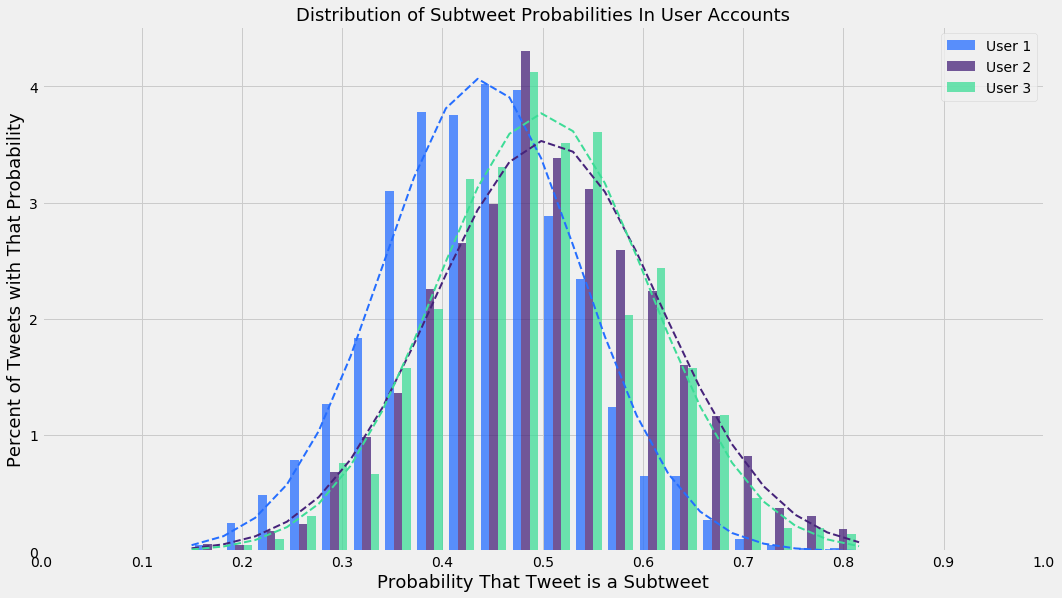 Distribution of Subtweet Probabilities In User Accounts
User 1
User 2
User 3
Percent of Tweets with That Probability
4
3
2
1
0
0.0 0.1 0.2 0.3 0.4 0.5 0.6 0.7 0.8 0.9 1.0
Probability That Tweet is a Subtweet